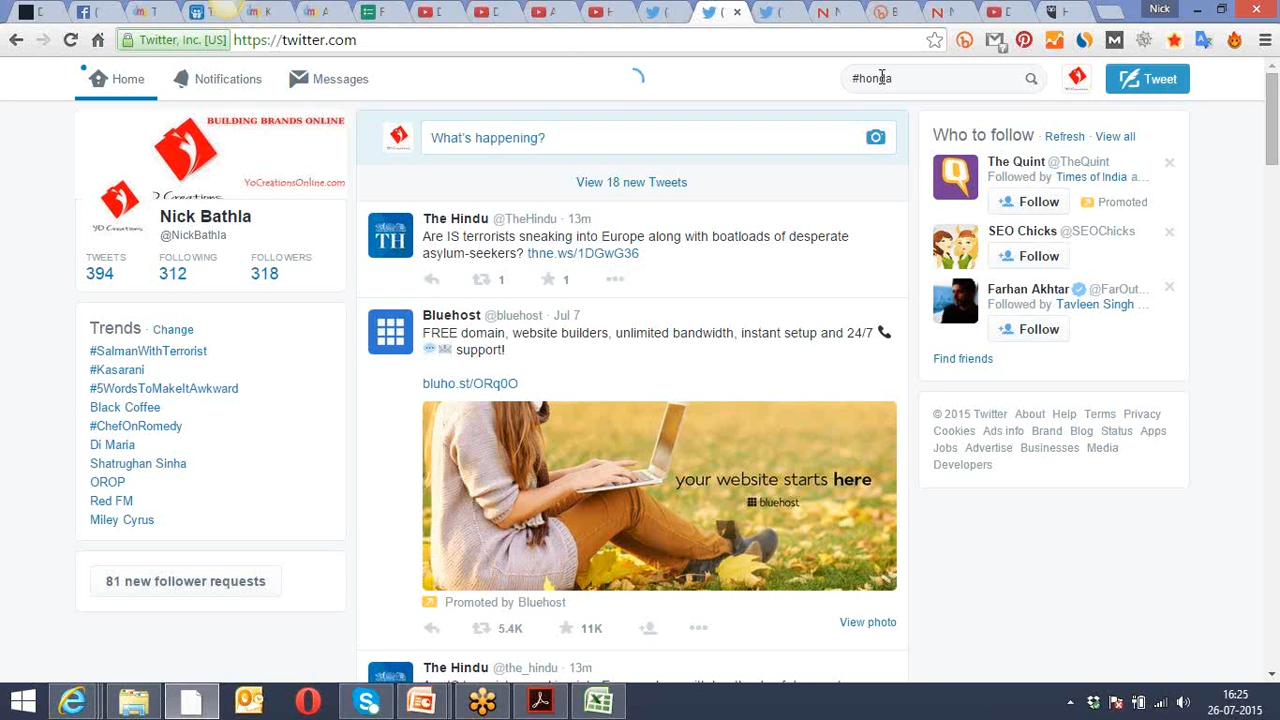 Nick
Twitter, Inc. [US] https://twitter.com
Home Notifications Messages #honda Tweet
BUILDING BRANDS ONLINE
YoCreationsOnline.com
YO Creations
Nick Bathla
@NickBathla
TWEETS FOLLOWING FOLLOWERS
394 312 318
Trends · Change
#SalmanWithTerrorist
#Kasarani
#5WordsToMakeItAwkward
Black Coffee
#ChefOnRomedy
Di Maria
Shatrughan Sinha
OROP
Red FM
Miley Cyrus
81 new follower requests
What's happening?
View 18 new Tweets
The Hindu @TheHindu · 13m
Are IS terrorists sneaking into Europe along with boatloads of desperate
asylum-seekers? thne.ws/1DGwG36
1 1
Bluehost @bluehost · Jul 7
FREE domain, website builders, unlimited bandwidth, instant setup and 24/7
support!
bluho.st/ORq0O
your website starts here
bluehost
Promoted by Bluehost
5.4K 11K
View photo
The Hindu @the_hindu · 13m
Who to follow · Refresh · View all
The Quint @TheQuint
Followed by Times of India a...
Follow Promoted
SEO Chicks @SEOChicks
Follow
Farhan Akhtar @FarOut...
Followed by Tavleen Singh ...
Follow
Find friends
© 2015 Twitter About Help Terms Privacy
Cookies Ads info Brand Blog Status Apps
Jobs Advertise Businesses Media
Developers
16:25
26-07-2015